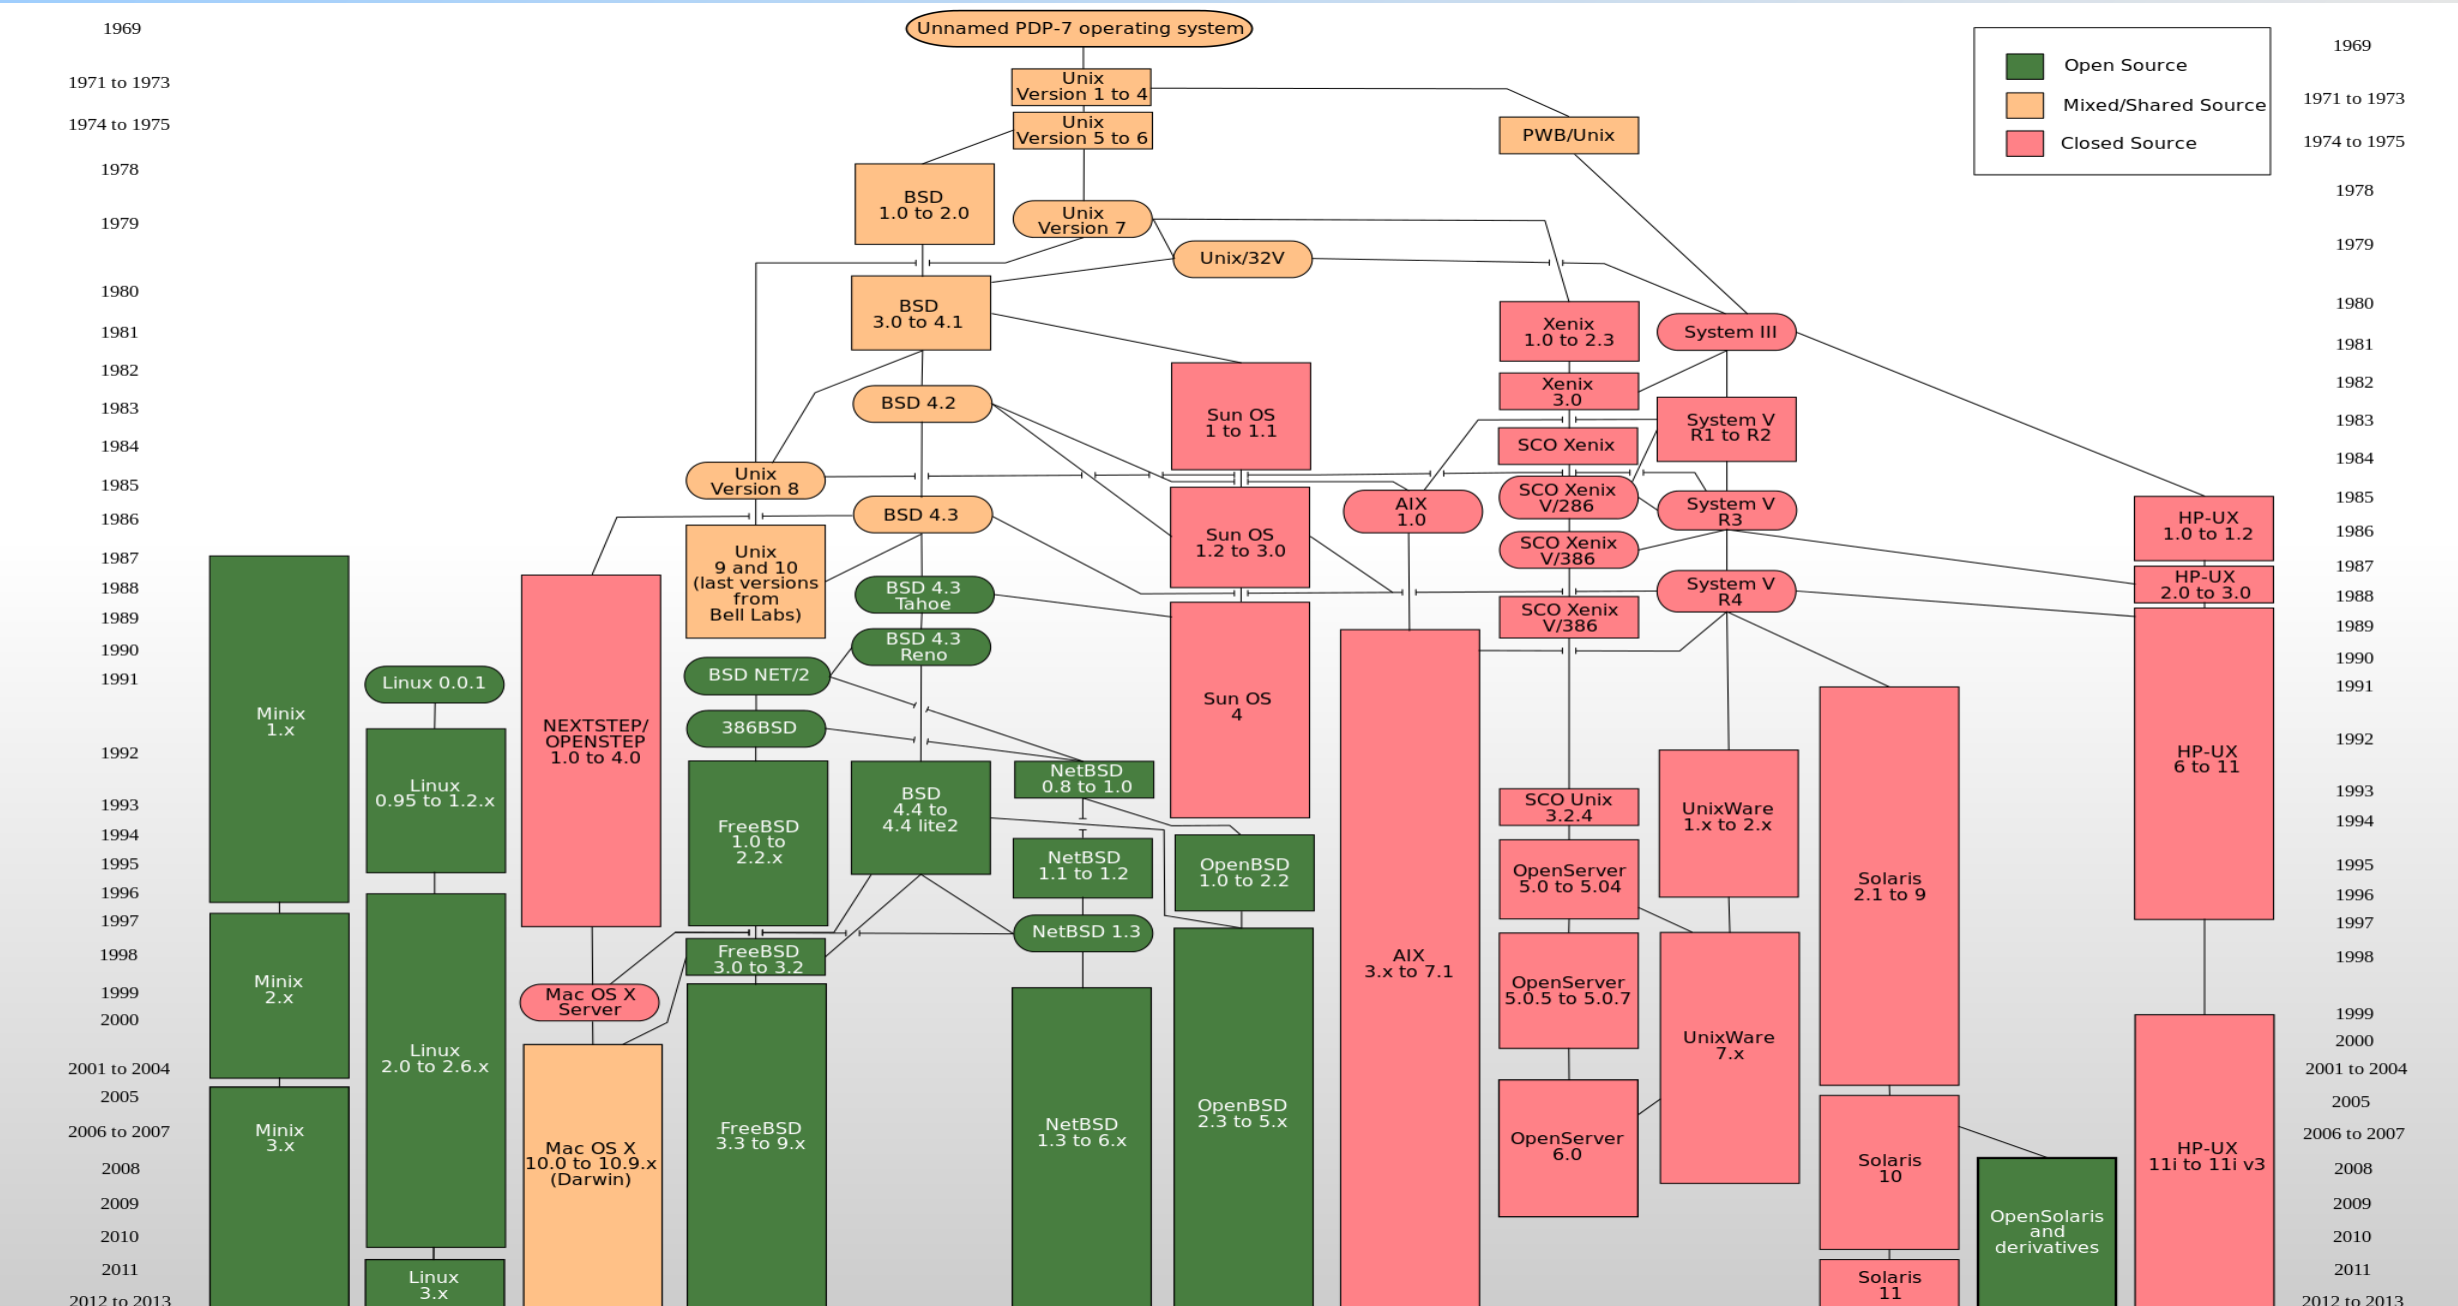 Unnamed PDP-7 operating system
1969
1971 to 1973
1974 to 1975
1978
1979
1980
1981
1982
1983
1984
1985
1986
1987
1988
1989
1990
1991
1992
1993
1994
1995
1996
1997
1998
1999
2000
2001 to 2004
2005
2006 to 2007
2008
2009
2010
2011
2012 to 2013
Open Source
Mixed/Shared Source
Closed Source
Unix
Version 1 to 4
Unix
Version 5 to 6
PWB/Unix
BSD
1.0 to 2.0
Unix
Version 7
Unix/32V
BSD
3.0 to 4.1
Xenix
1.0 to 2.3
System III
Sun OS
1 to 1.1
Xenix
3.0
BSD 4.2
System V
R1 to R2
SCO Xenix
Unix
Version 8
SCO Xenix
V/286
AIX
1.0
System V
R3
BSD 4.3
Sun OS
1.2 to 3.0
HP-UX
1.0 to 1.2
Unix
9 and 10
(last versions
from
Bell Labs)
SCO Xenix
V/386
BSD 4.3
Tahoe
System V
R4
HP-UX
2.0 to 3.0
SCO Xenix
V/386
BSD 4.3
Reno
BSD NET/2
Linux 0.0.1
Minix
1.x
NEXTSTEP/
OPENSTEP
1.0 to 4.0
386BSD
Sun OS
4
HP-UX
6 to 11
Linux
0.95 to 1.2.x
NetBSD
0.8 to 1.0
BSD
4.4 to
4.4 lite2
SCO Unix
3.2.4
UnixWare
1.x to 2.x
FreeBSD
1.0 to
2.2.x
NetBSD
1.1 to 1.2
OpenBSD
1.0 to 2.2
OpenServer
5.0 to 5.04
Solaris
2.1 to 9
NetBSD 1.3
FreeBSD
3.0 to 3.2
AIX
3.x to 7.1
Minix
2.x
Mac OS X
Server
OpenServer
5.0.5 to 5.0.7
Linux
2.0 to 2.6.x
UnixWare
7.x
Minix
3.x
Mac OS X
10.0 to 10.9.x
(Darwin)
FreeBSD
3.3 to 9.x
NetBSD
1.3 to 6.x
OpenBSD
2.3 to 5.x
OpenServer
6.0
Solaris
10
HP-UX
11i to 11i v3
OpenSolaris
and
derivatives
Linux
3.x
Solaris
11
1969
1971 to 1973
1974 to 1975
1978
1979
1980
1981
1982
1983
1984
1985
1986
1987
1988
1989
1990
1991
1992
1993
1994
1995
1996
1997
1998
1999
2000
2001 to 2004
2005
2006 to 2007
2008
2009
2010
2011
2012 to 2013